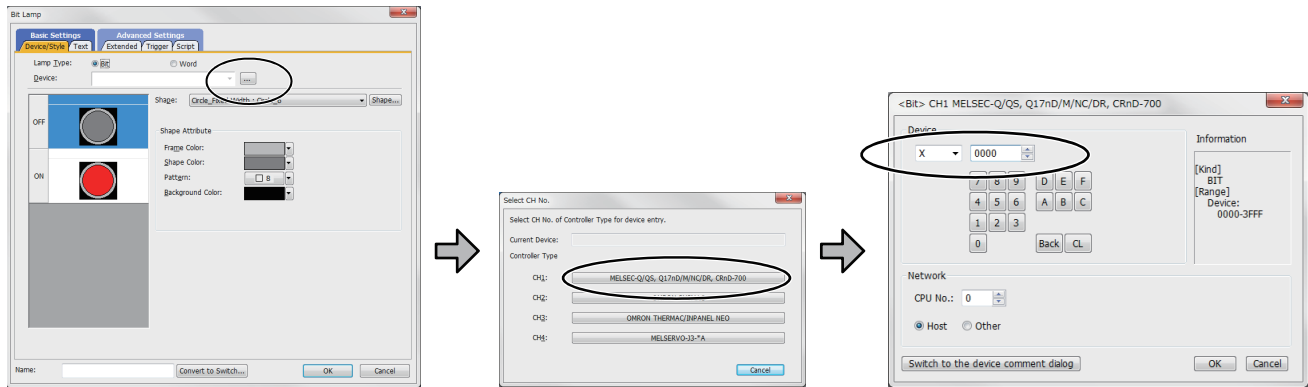 Bit Lamp
Basic Settings
Advanced Settings
Device/Style
Text
Extended
Trigger
Script
Lamp Type:
Bit
Word
Device:
...
OFF
ON
Shape:
Shape...
Shape Attribute
Frame Color:
Shape Color:
Pattern:
B
Background Color:
Name:
Convert to Switch...
OK
Cancel
Select CH No.
Select CH No. of Controller Type for device entry.
Current Device:
Controller Type
CH1:
MELSEC-Q/QS, Q17nD/M/NC/DR, CRnD-700
CH2:
CH3:
OMRON THERMAC/INPANEL NEO
CH4:
MELSERVO-J3-*A
Cancel
<Bit> CH1 MELSEC-Q/QS, Q17nD/M/NC/DR, CRnD-700
Device
X
0000
7 8 9 D E F
4 5 6 A B C
1 2 3
0 Back CL
Information
[Kind]
BIT
[Range]
Device:
0000-3FFF
Network
CPU No.: 0
Host
Other
Switch to the device comment dialog
OK
Cancel